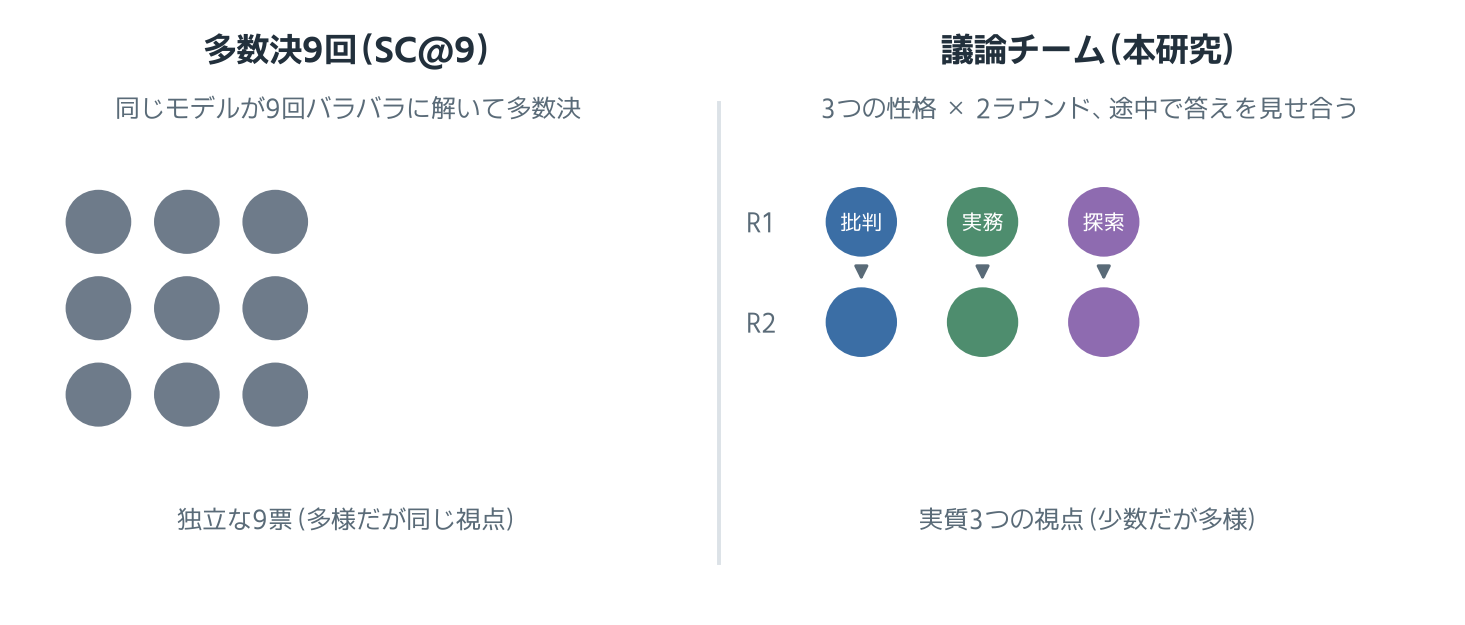 多数決9回(SC@9)
同じモデルが9回バラバラに解いて多数決
独立な9票(多様だが同じ視点)
議論チーム(本研究)
3つの性格 × 2ラウンド、途中で答えを見せ合う
R1 批判 実務 探索
R2
実質3つの視点(少数だが多様)